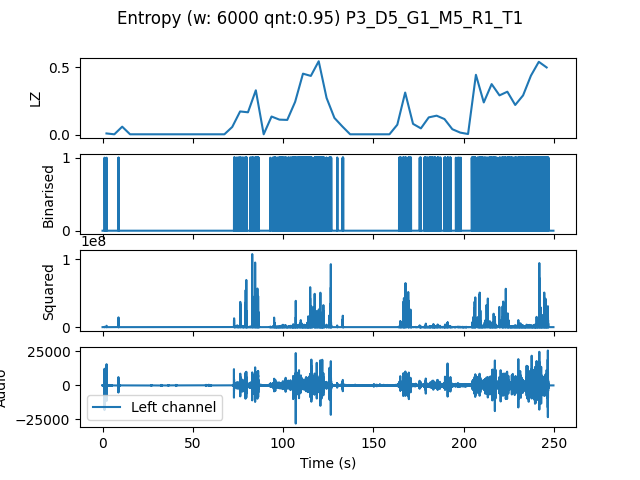 Entropy (w: 6000 qnt:0.95) P3_D5_G1_M5_R1_T1
0.5
0.0
LZ
1
0
Binarised
1e8
1
0
Squared
25000
0
−25000
Audio
Left channel
0 50 100 150 200 250
Time (s)